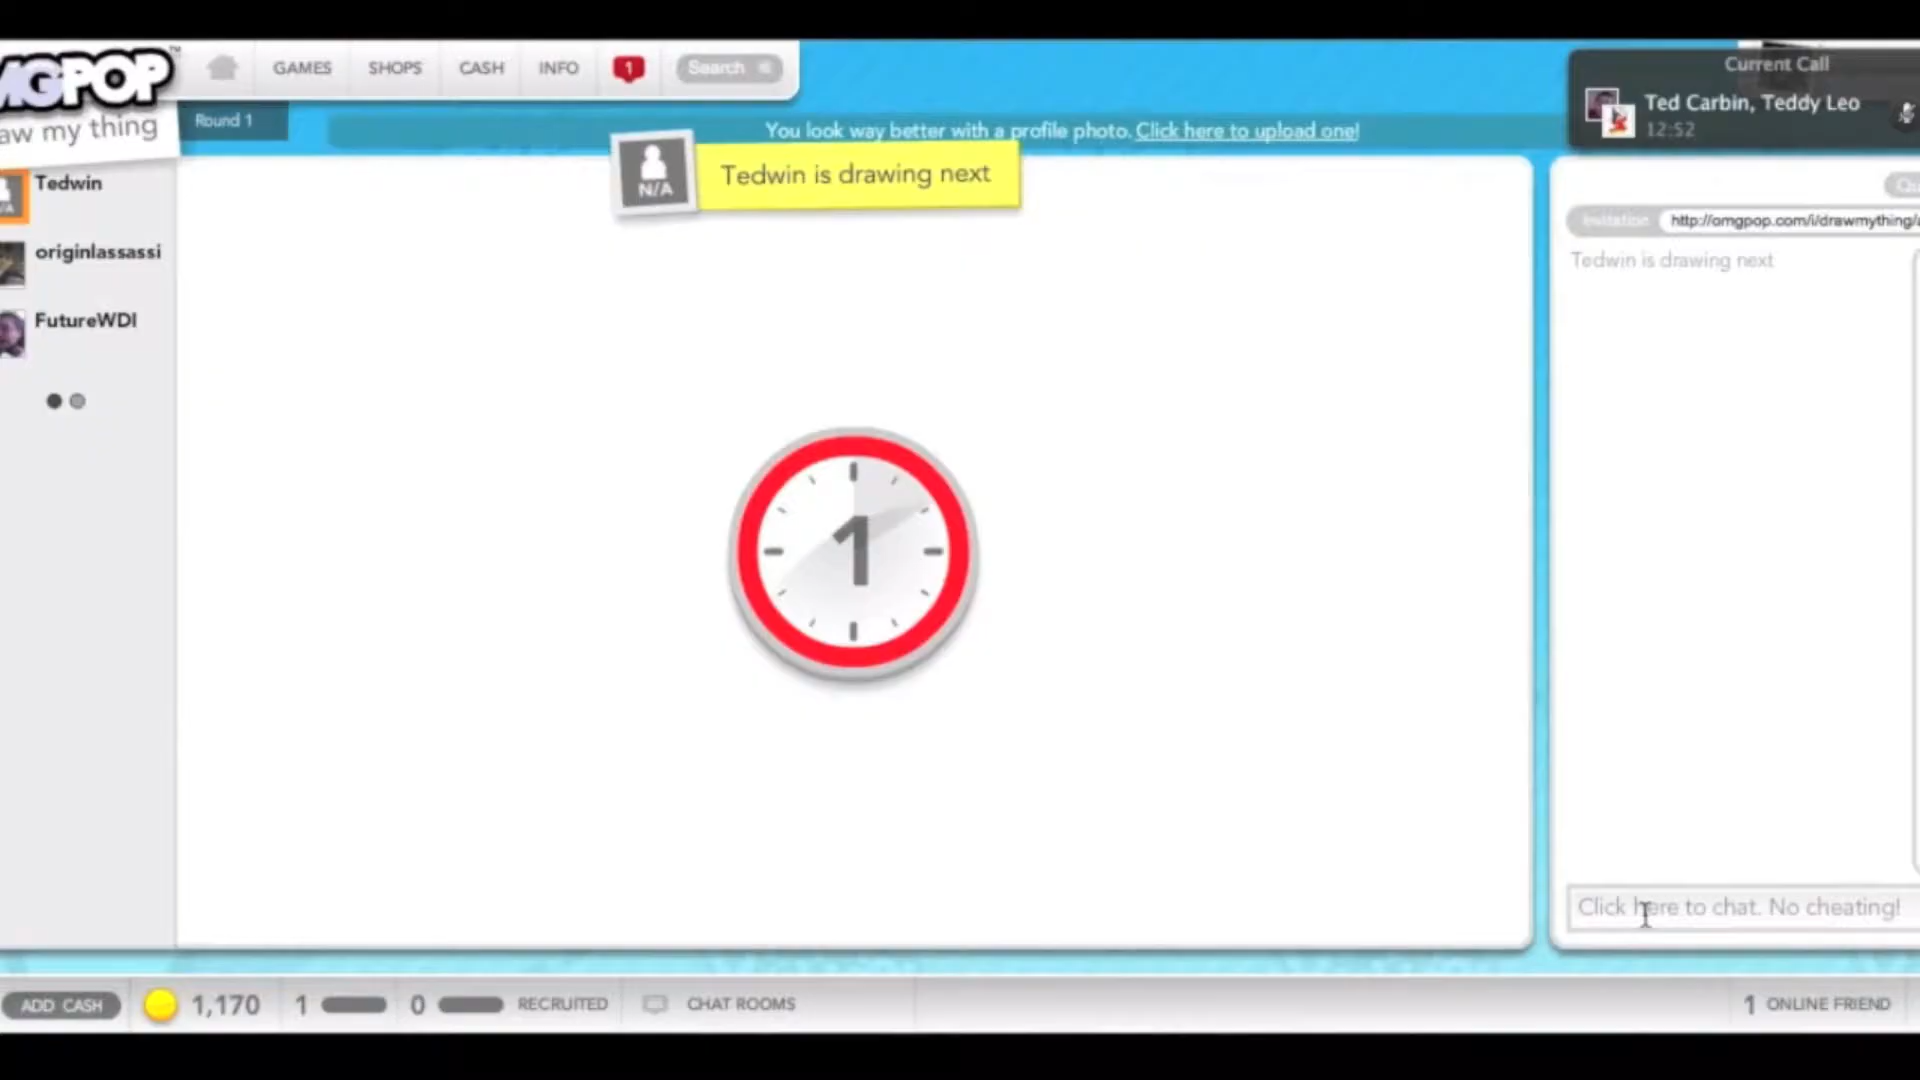 MGPOP™
aw my thing
GAMES
SHOPS
CASH
INFO
1
Search
Round 1
You look way better with a profile photo. Click here to upload one!
N/A
Tedwin is drawing next
Current Call
Ted Carbin, Teddy Leo
12:52
Tedwin
originlassassi
FutureWDI
Invitation
http://omgpop.com/i/drawmything/
Tedwin is drawing next
1
Click here to chat. No cheating!
ADD CASH
1,170
1
0
RECRUITED
CHAT ROOMS
1 ONLINE FRIEND